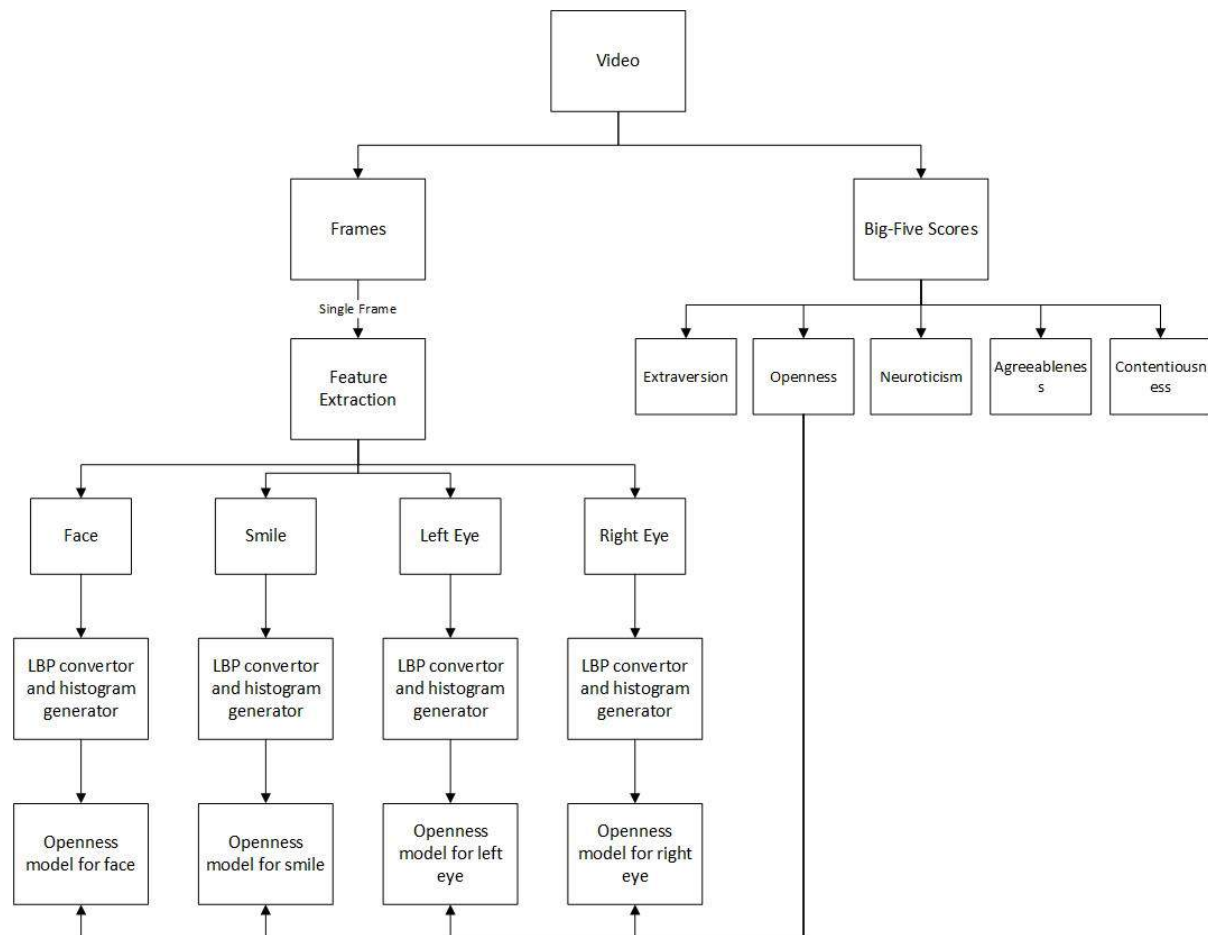 Video
Frames
Big-Five Scores
Single Frame
Feature
Extraction
Extraversion
Openness
Neuroticism
Agreeablenes
s
Contentiousn
ess
Face
Smile
Left Eye
Right Eye
LBP convertor
and histogram
generator
LBP convertor
and histogram
generator
LBP convertor
and histogram
generator
LBP convertor
and histogram
generator
Openness
model for face
Openness
model for smile
Openness
model for left
eye
Openness
model for right
eye